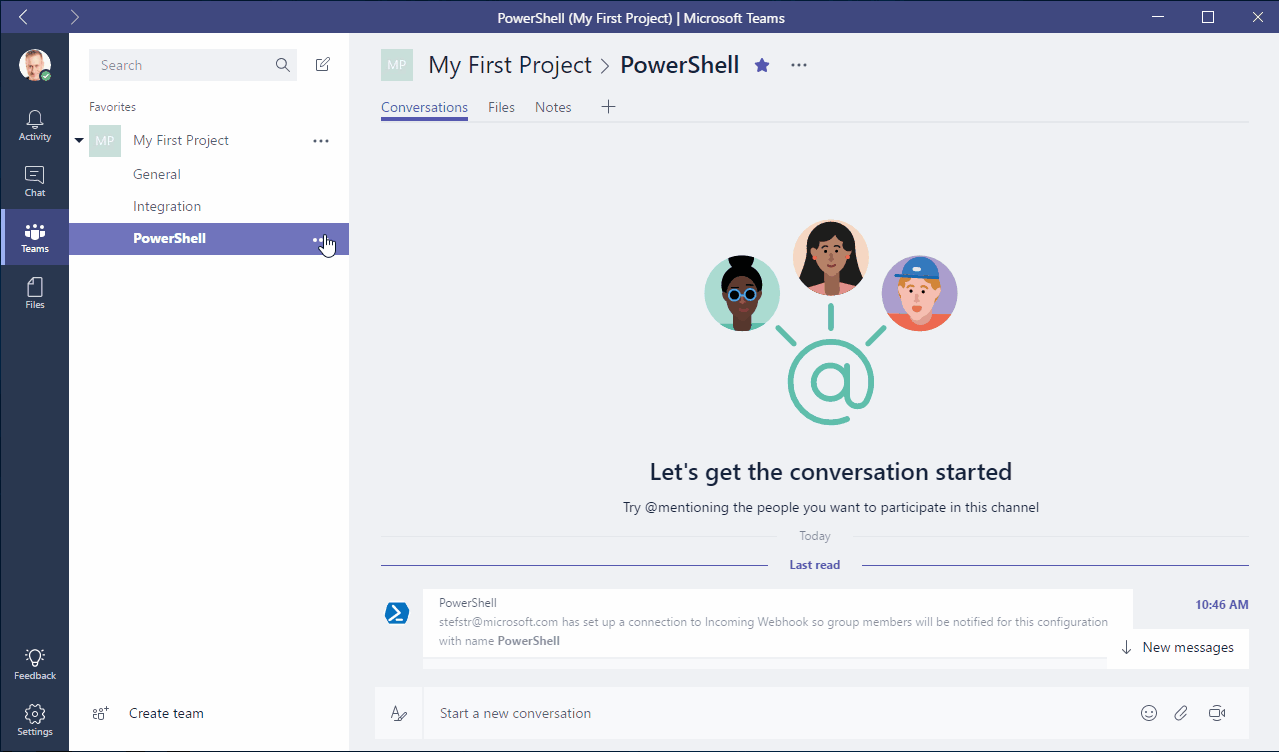 PowerShell (My First Project) | Microsoft Teams
Search
Activity
Chat
Teams
Files
Feedback
Settings
Favorites
MP My First Project
General
Integration
PowerShell
Create team
MP My First Project > PowerShell
Conversations Files Notes
Let's get the conversation started
Try @mentioning the people you want to participate in this channel
Today
Last read
PowerShell
10:46 AM
stefstr@microsoft.com has set up a connection to Incoming Webhook so group members will be notified for this configuration
with name PowerShell
New messages
Start a new conversation